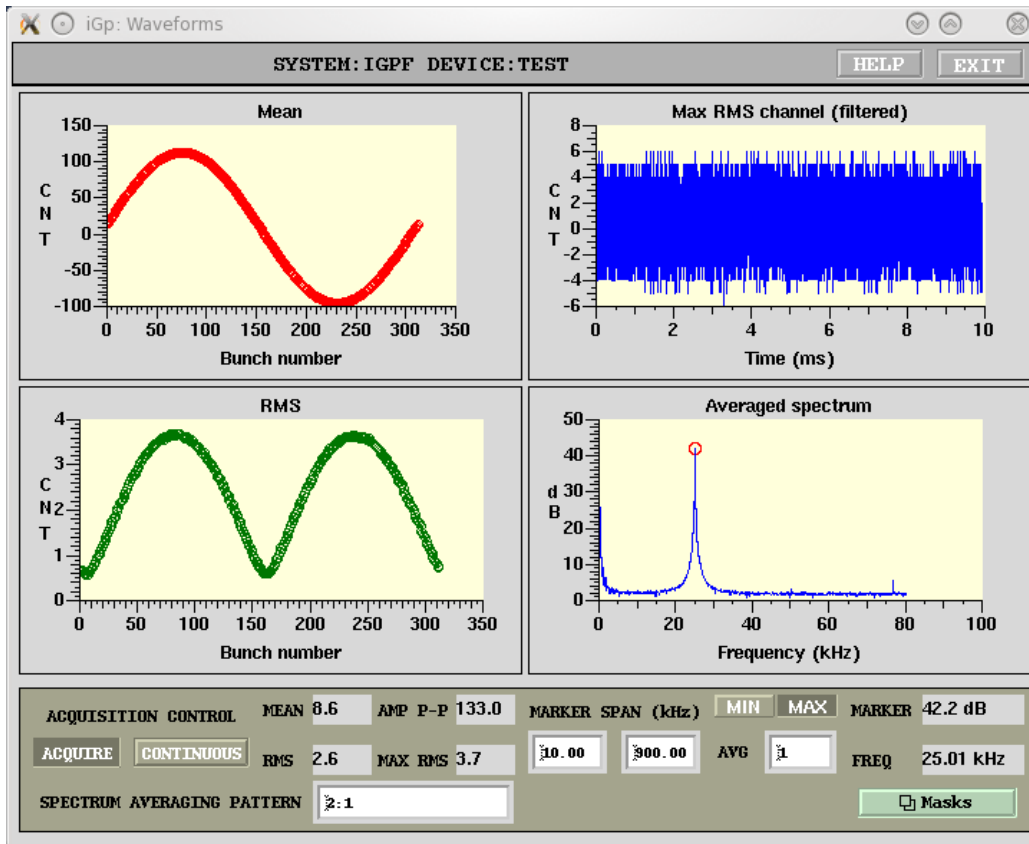 iGp: Waveforms
SYSTEM:IGPF DEVICE:TEST
HELP
EXIT
Mean
150
100
50
0
-50
-100
C
N
T
0 50 100 150 200 250 300 350
Bunch number
Max RMS channel (filtered)
8
6
4
2
0
-2
-4
-6
C
N
T
0 2 4 6 8 10
Time (ms)
RMS
4
3
2
1
0
C
N
T
0 50 100 150 200 250 300 350
Bunch number
Averaged spectrum
50
40
30
20
10
0
d
B
0 20 40 60 80 100
Frequency (kHz)
ACQUISITION CONTROL
ACQUIRE CONTINUOUS
MEAN 8.6 AMP P-P 133.0
RMS 2.6 MAX RMS 3.7
SPECTRUM AVERAGING PATTERN 2:1
MARKER SPAN (kHz) MIN MAX
10.00 900.00 AVG 1
MARKER 42.2 dB
FREQ 25.01 kHz
Masks